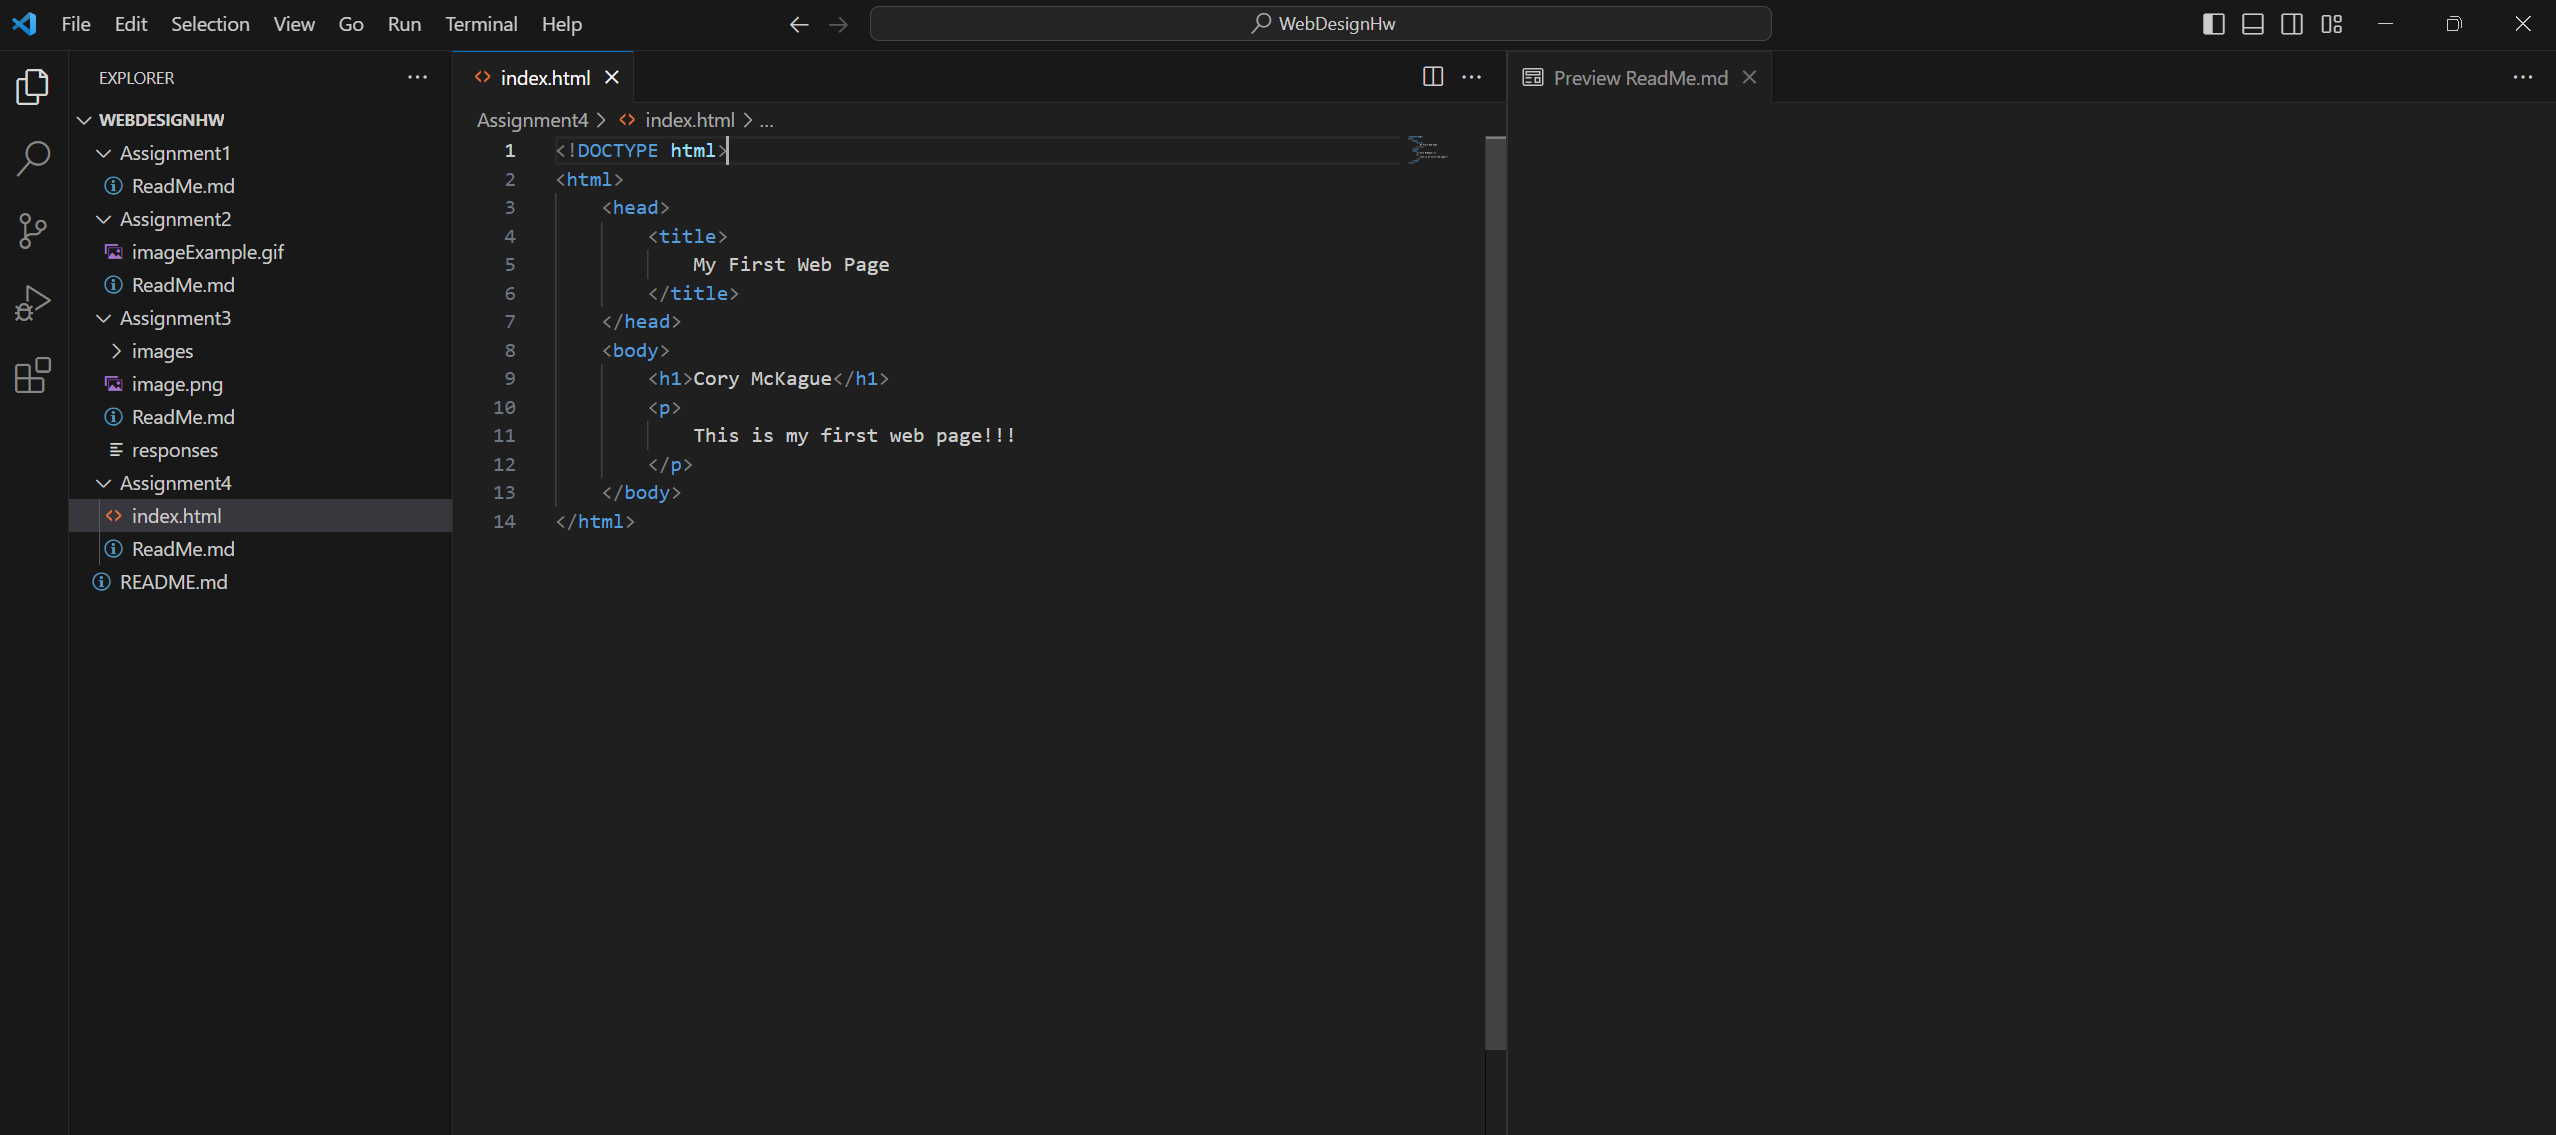 File Edit Selection View Go Run Terminal Help
WebDesignHw
EXPLORER
WEBDESIGNHW
Assignment1
ReadMe.md
Assignment2
imageExample.gif
ReadMe.md
Assignment3
images
image.png
ReadMe.md
responses
Assignment4
index.html
ReadMe.md
README.md
index.html
Assignment4 > index.html > ...
1 <!DOCTYPE html>
2 <html>
3 <head>
4 <title>
5 My First Web Page
6 </title>
7 </head>
8 <body>
9 <h1>Cory McKague</h1>
10 <p>
11 This is my first web page!!!
12 </p>
13 </body>
14 </html>
Preview ReadMe.md